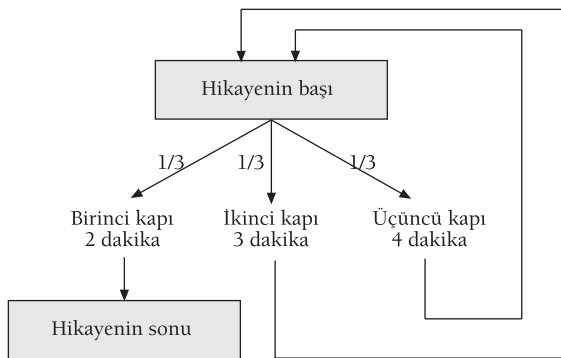 Hikayenin başı
1/3 1/3 1/3
Birinci kapı İkinci kapı Üçüncü kapı
2 dakika 3 dakika 4 dakika
Hikayenin sonu